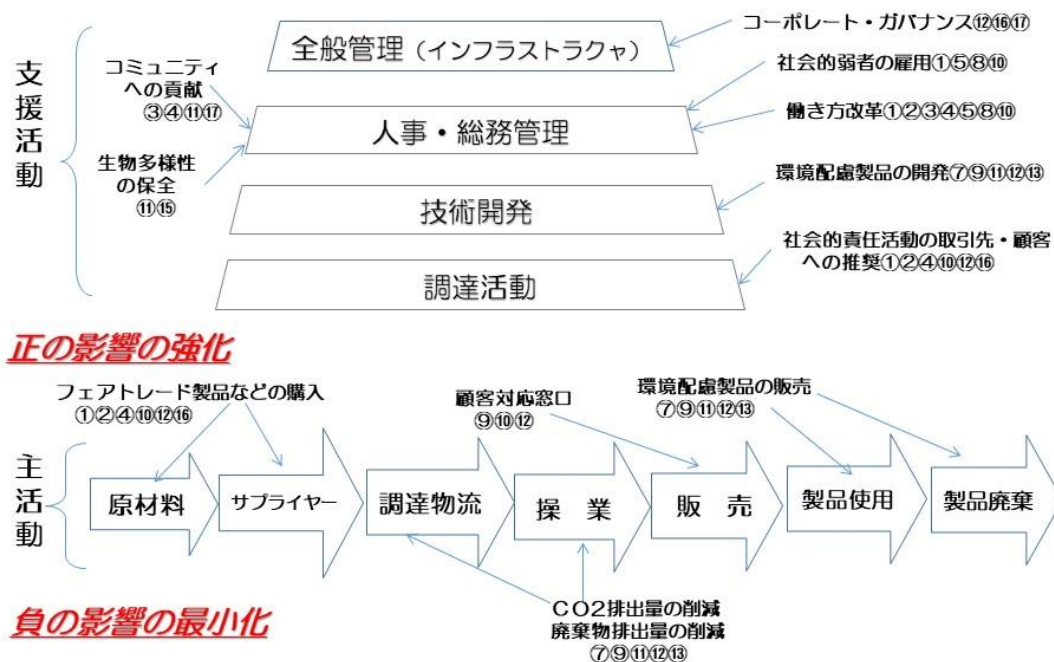 支援活動
全般管理（インフラストラクャ）
コーポレート・ガバナンス⑫⑯⑰
社会的弱者の雇用①⑤⑧⑩
コミュニティ
への貢献
③④⑪⑰
人事・総務管理
働き方改革①②③④⑤⑧⑩
生物多様性
の保全
⑪⑮
技術開発
環境配慮製品の開発⑦⑨⑪⑫⑬
調達活動
社会的責任活動の取引先・顧客
への推奨①②④⑩⑫⑯
正の影響の強化
フェアトレード製品などの購入
①②④⑩⑫⑯
顧客対応窓口
⑨⑩⑫
環境配慮製品の販売
⑦⑨⑪⑫⑬
主活動
原材料
サプライヤー
調達物流
操　業
販　売
製品使用
製品廃棄
ＣＯ２排出量の削減
廃棄物排出量の削減
⑦⑨⑪⑫⑬
負の影響の最小化